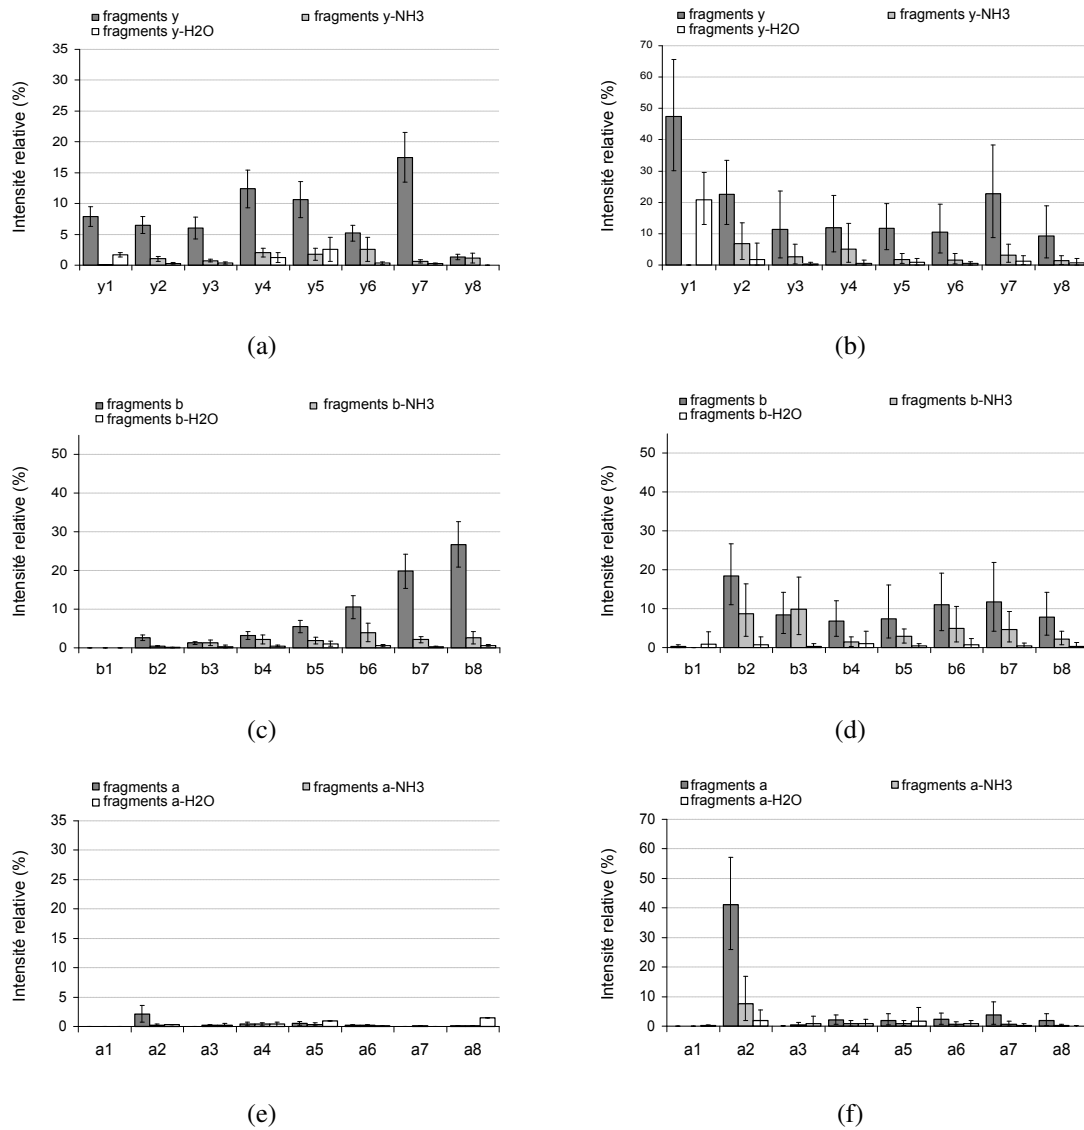 fragments y
fragments y-NH3
fragments y-H2O
Intensité relative (%)
35
30
25
20
15
10
5
0
y1 y2 y3 y4 y5 y6 y7 y8
(a)
fragments y
fragments y-NH3
fragments y-H2O
Intensité relative (%)
70
60
50
40
30
20
10
0
y1 y2 y3 y4 y5 y6 y7 y8
(b)
fragments b
fragments b-NH3
fragments b-H2O
Intensité relative (%)
50
40
30
20
10
0
b1 b2 b3 b4 b5 b6 b7 b8
(c)
fragments b
fragments b-NH3
fragments b-H2O
Intensité relative (%)
50
40
30
20
10
0
b1 b2 b3 b4 b5 b6 b7 b8
(d)
fragments a
fragments a-NH3
fragments a-H2O
Intensité relative (%)
35
30
25
20
15
10
5
0
a1 a2 a3 a4 a5 a6 a7 a8
(e)
fragments a
fragments a-NH3
fragments a-H2O
Intensité relative (%)
70
60
50
40
30
20
10
0
a1 a2 a3 a4 a5 a6 a7 a8
(f)